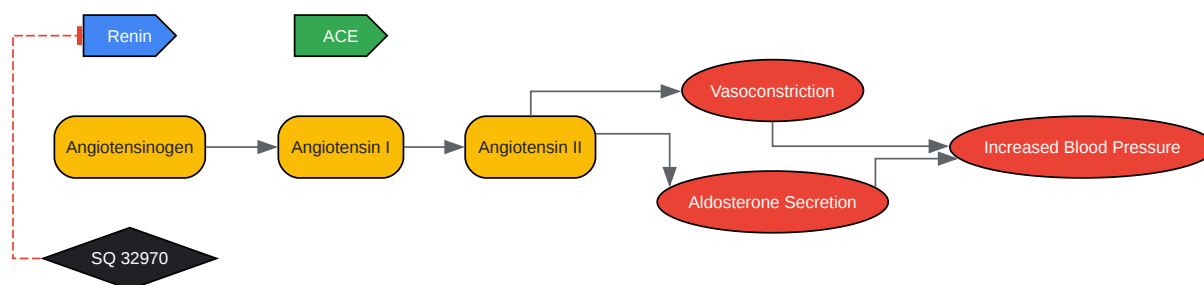 Renin
ACE
Vasoconstriction
Angiotensinogen
Angiotensin I
Angiotensin II
Increased Blood Pressure
Aldosterone Secretion
SQ 32970